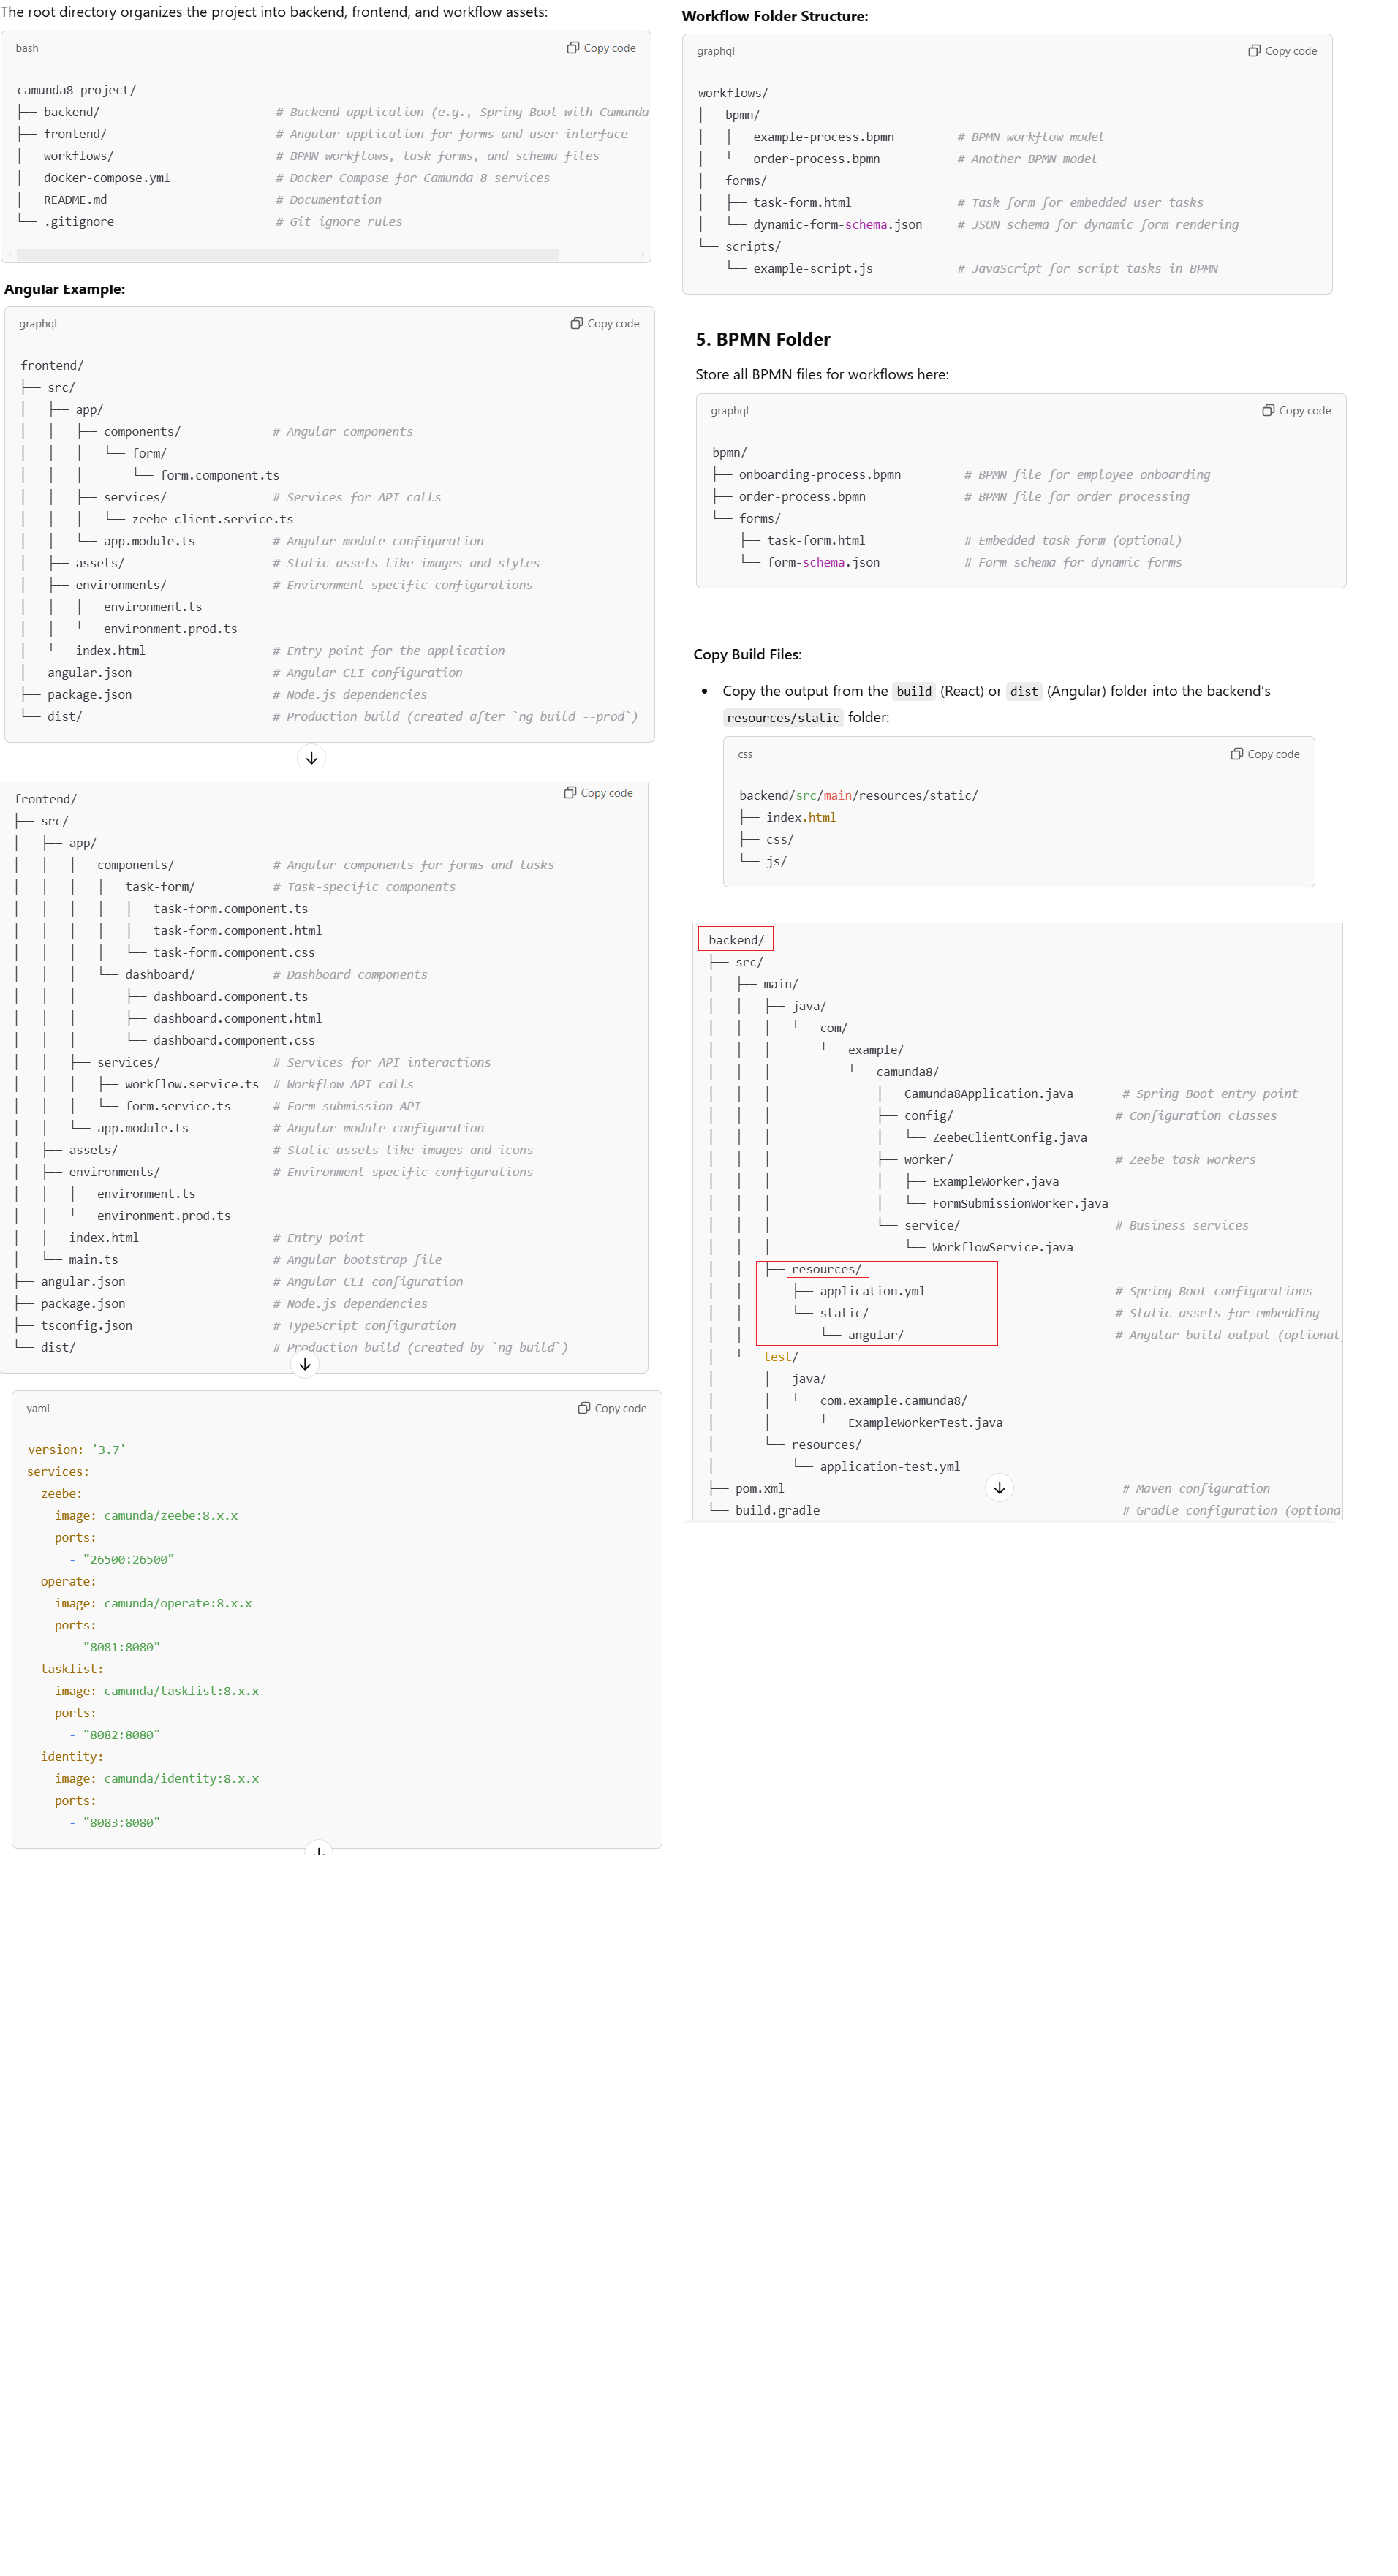 The root directory organizes the project into backend, frontend, and workflow assets:
bash Copy code
camunda8-project/
├── backend/ # Backend application (e.g., Spring Boot with Camunda
├── frontend/ # Angular application for forms and user interface
├── workflows/ # BPMN workflows, task forms, and schema files
├── docker-compose.yml # Docker Compose for Camunda 8 services
├── README.md # Documentation
└── .gitignore # Git ignore rules
Angular Example:
graphql Copy code
frontend/
├── src/
│   ├── app/
│   │   ├── components/ # Angular components
│   │   │   └── form/
│   │   │       └── form.component.ts
│   │   ├── services/ # Services for API calls
│   │   │   └── zeebe-client.service.ts
│   │   └── app.module.ts # Angular module configuration
│   ├── assets/ # Static assets like images and styles
│   ├── environments/ # Environment-specific configurations
│   │   ├── environment.ts
│   │   └── environment.prod.ts
│   └── index.html # Entry point for the application
├── angular.json # Angular CLI configuration
├── package.json # Node.js dependencies
└── dist/ # Production build (created after `ng build --prod`)
frontend/ Copy code
├── src/
│   ├── app/
│   │   ├── components/ # Angular components for forms and tasks
│   │   │   ├── task-form/ # Task-specific components
│   │   │   │   ├── task-form.component.ts
│   │   │   │   ├── task-form.component.html
│   │   │   │   └── task-form.component.css
│   │   │   └── dashboard/ # Dashboard components
│   │   │       ├── dashboard.component.ts
│   │   │       ├── dashboard.component.html
│   │   │       └── dashboard.component.css
│   │   ├── services/ # Services for API interactions
│   │   │   ├── workflow.service.ts # Workflow API calls
│   │   │   └── form.service.ts # Form submission API
│   │   └── app.module.ts # Angular module configuration
│   ├── assets/ # Static assets like images and icons
│   ├── environments/ # Environment-specific configurations
│   │   ├── environment.ts
│   │   └── environment.prod.ts
│   ├── index.html # Entry point
│   └── main.ts # Angular bootstrap file
├── angular.json # Angular CLI configuration
├── package.json # Node.js dependencies
├── tsconfig.json # TypeScript configuration
└── dist/ # Production build (created by `ng build`)
yaml Copy code
version: '3.7'
services:
  zeebe:
    image: camunda/zeebe:8.x.x
    ports:
      - "26500:26500"
  operate:
    image: camunda/operate:8.x.x
    ports:
      - "8081:8080"
  tasklist:
    image: camunda/tasklist:8.x.x
    ports:
      - "8082:8080"
  identity:
    image: camunda/identity:8.x.x
    ports:
      - "8083:8080"
Workflow Folder Structure:
graphql Copy code
workflows/
├── bpmn/
│   ├── example-process.bpmn # BPMN workflow model
│   └── order-process.bpmn # Another BPMN model
├── forms/
│   ├── task-form.html # Task form for embedded user tasks
│   └── dynamic-form-schema.json # JSON schema for dynamic form rendering
└── scripts/
    └── example-script.js # JavaScript for script tasks in BPMN
5. BPMN Folder
Store all BPMN files for workflows here:
graphql Copy code
bpmn/
├── onboarding-process.bpmn # BPMN file for employee onboarding
├── order-process.bpmn # BPMN file for order processing
└── forms/
    ├── task-form.html # Embedded task form (optional)
    └── form-schema.json # Form schema for dynamic forms
Copy Build Files:
• Copy the output from the build (React) or dist (Angular) folder into the backend’s
resources/static folder:
css Copy code
backend/src/main/resources/static/
├── index.html
├── css/
└── js/
backend/
├── src/
│   ├── main/
│   │   ├── java/
│   │   │   └── com/
│   │   │       └── example/
│   │   │           └── camunda8/
│   │   │               ├── Camunda8Application.java # Spring Boot entry point
│   │   │               ├── config/ # Configuration classes
│   │   │               │   └── ZeebeClientConfig.java
│   │   │               ├── worker/ # Zeebe task workers
│   │   │               │   ├── ExampleWorker.java
│   │   │               │   └── FormSubmissionWorker.java
│   │   │               └── service/ # Business services
│   │   │                   └── WorkflowService.java
│   │   ├── resources/
│   │   │   ├── application.yml # Spring Boot configurations
│   │   │   └── static/ # Static assets for embedding
│   │   │       └── angular/ # Angular build output (optional
│   └── test/
│       ├── java/
│       │   └── com.example.camunda8/
│       │       └── ExampleWorkerTest.java
│       └── resources/
│           └── application-test.yml
├── pom.xml # Maven configuration
└── build.gradle # Gradle configuration (optiona